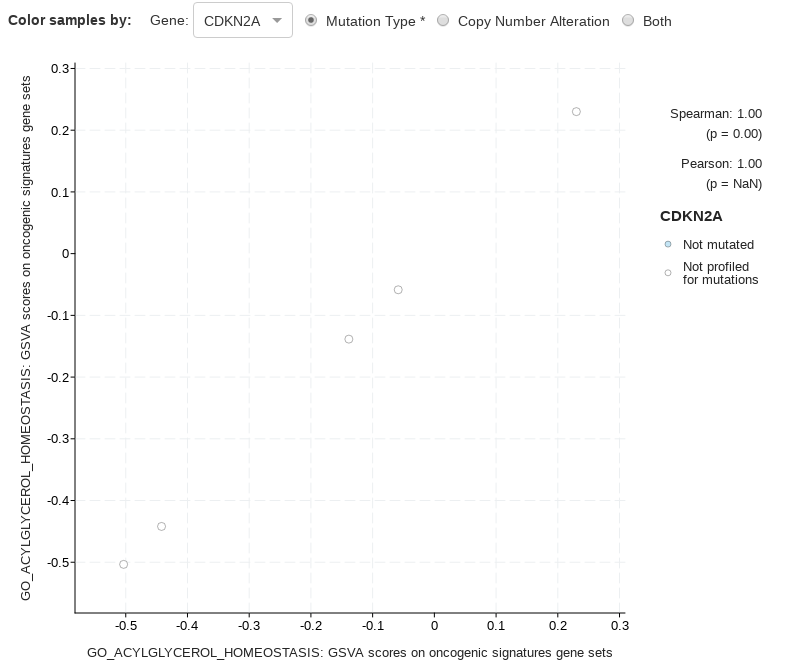 Color samples by: Gene: CDKN2A Mutation Type * Copy Number Alteration Both
0.3
0.2
0.1
0
-0.1
-0.2
-0.3
-0.4
-0.5
GO_ACYLGLYCEROL_HOMEOSTASIS: GSVA scores on oncogenic signatures gene sets
-0.5 -0.4 -0.3 -0.2 -0.1 0 0.1 0.2 0.3
GO_ACYLGLYCEROL_HOMEOSTASIS: GSVA scores on oncogenic signatures gene sets
Spearman: 1.00
(p = 0.00)
Pearson: 1.00
(p = NaN)
CDKN2A
Not mutated
Not profiled
for mutations